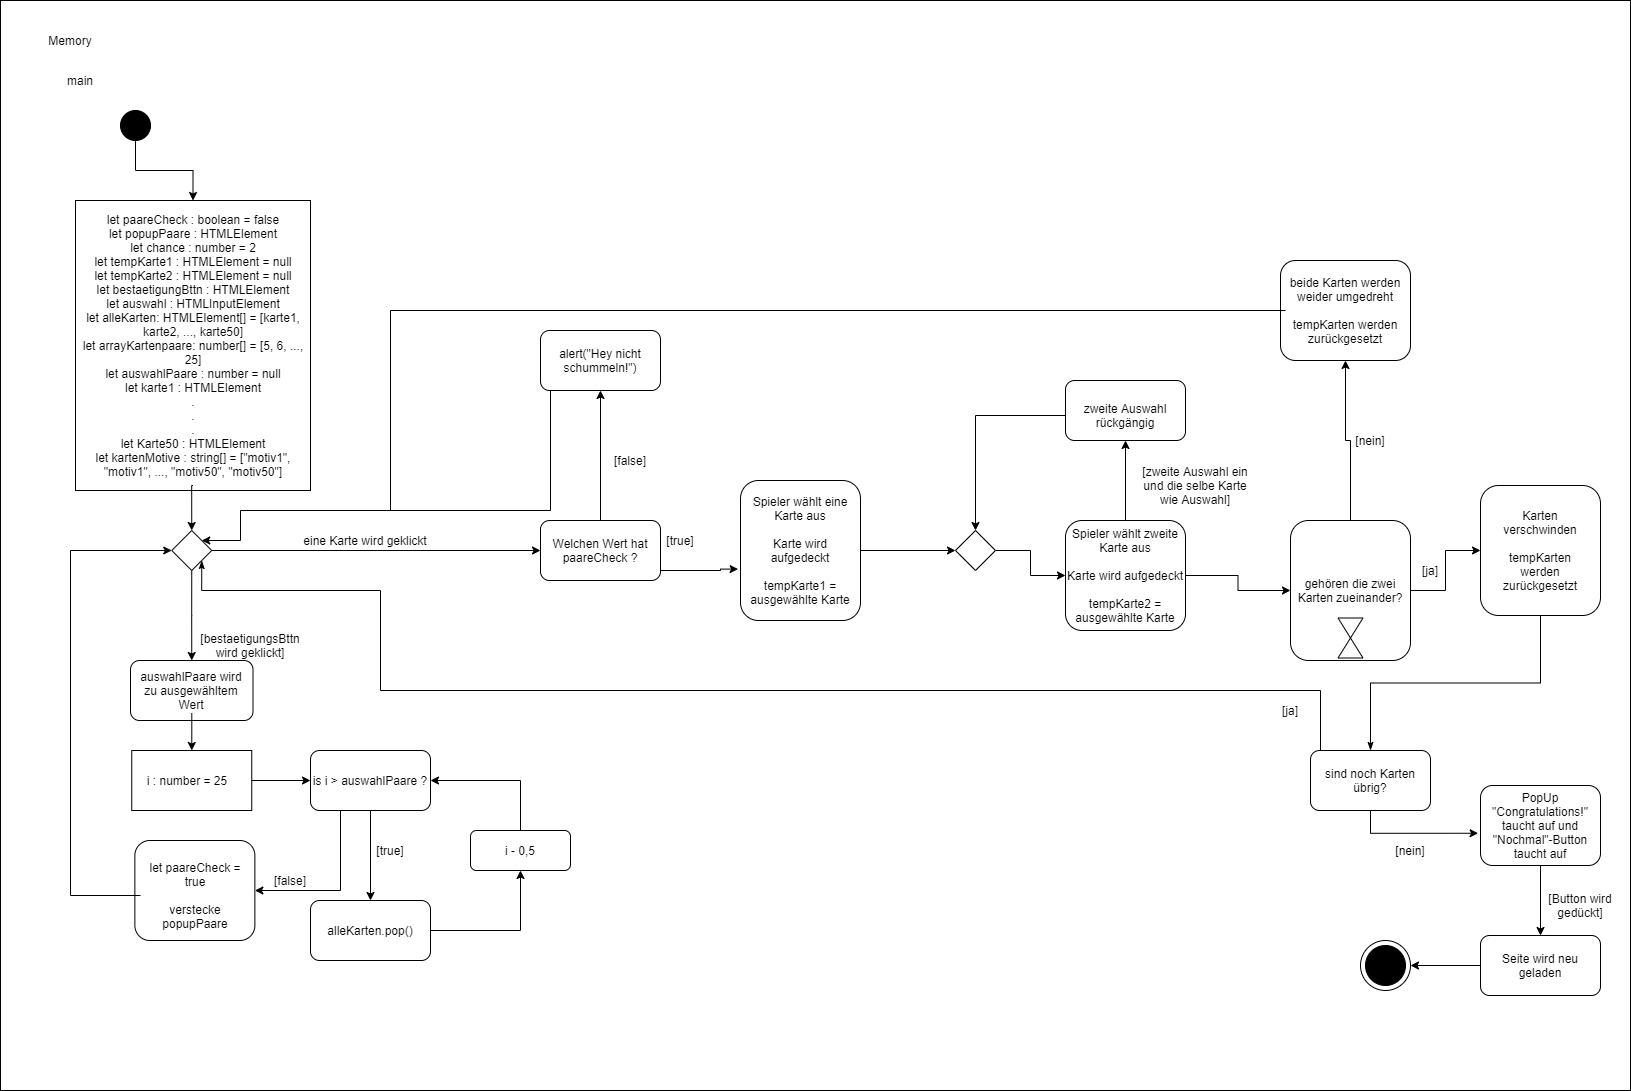 Memory
main
let paareCheck : boolean = false
let popupPaare : HTMLElement
let chance : number = 2
let tempKarte1 : HTMLElement = null
let tempKarte2 : HTMLElement = null
let bestaetigungBttn : HTMLElement
let auswahl : HTMLInputElement
let alleKarten: HTMLElement[] = [karte1,
karte2, ..., karte50]
let arrayKartenpaare: number[] = [5, 6, ...,
25]
let auswahlPaare : number = null
let karte1 : HTMLElement
.
.
.
let Karte50 : HTMLElement
let kartenMotive : string[] = ["motiv1",
"motiv1", ..., "motiv50", "motiv50"]
eine Karte wird geklickt
Welchen Wert hat
paareCheck ?
[false]
alert("Hey nicht
schummeln!")
[true]
Spieler wählt eine
Karte aus
Karte wird
aufgedeckt
tempKarte1 =
ausgewählte Karte
Spieler wählt zweite
Karte aus
Karte wird aufgedeckt
tempKarte2 =
ausgewählte Karte
[zweite Auswahl ein
und die selbe Karte
wie Auswahl]
zweite Auswahl
rückgängig
gehören die zwei
Karten zueinander?
[nein]
beide Karten werden
weider umgedreht
tempKarten werden
zurückgesetzt
[ja]
Karten
verschwinden
tempKarten
werden
zurückgesetzt
sind noch Karten
übrig?
[ja]
[nein]
PopUp
"Congratulations!"
taucht auf und
"Nochmal"-Button
taucht auf
[Button wird
gedückt]
Seite wird neu
geladen
[bestaetigungsBttn
wird geklickt]
auswahlPaare wird
zu ausgewähltem
Wert
i : number = 25
is i > auswahlPaare ?
[true]
alleKarten.pop()
i - 0,5
[false]
let paareCheck =
true
verstecke
popupPaare